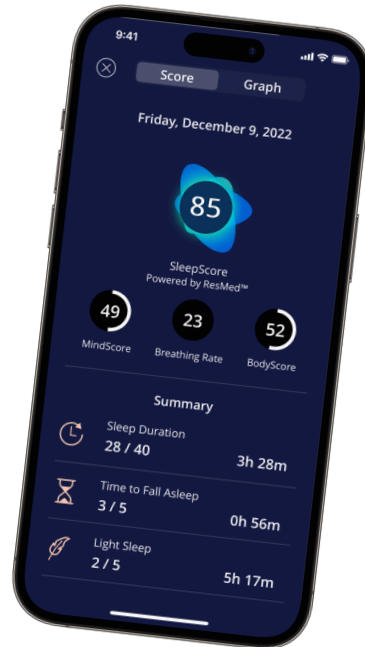 9:41
Score Graph
Friday, December 9, 2022
85
SleepScore
Powered by ResMed™
49 23 52
MindScore Breathing Rate BodyScore
Summary
Sleep Duration
28 / 40 3h 28m
Time to Fall Asleep
3 / 5 0h 56m
Light Sleep
2 / 5 5h 17m